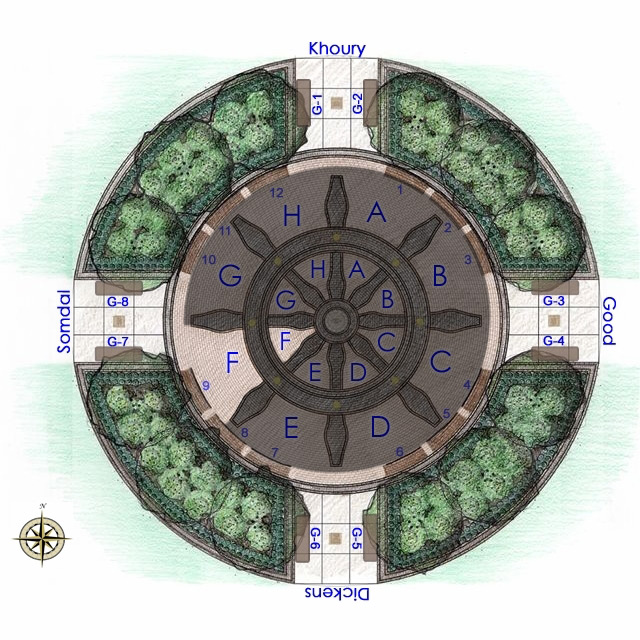 Khoury
G-1
G-2
12
1
H
A
11
2
10
3
G
H
A
B
G
B
Somdal
G-8
G-7
G-3
G-4
Good
F
F
C
C
E
D
9
4
E
D
5
8
7
6
G-6
G-5
N
Dickens